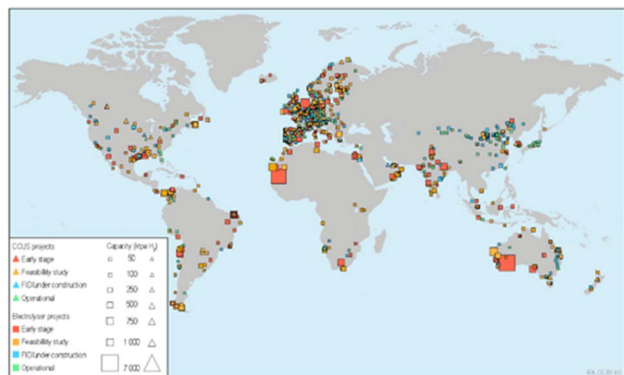 CCUS projects
Capacity (ktpa H₂)
Early stage
Feasibility study
FID/under construction
Operational
Electrolyser projects
Early stage
Feasibility study
FID/under construction
Operational
50
100
250
500
750
1 000
7 000